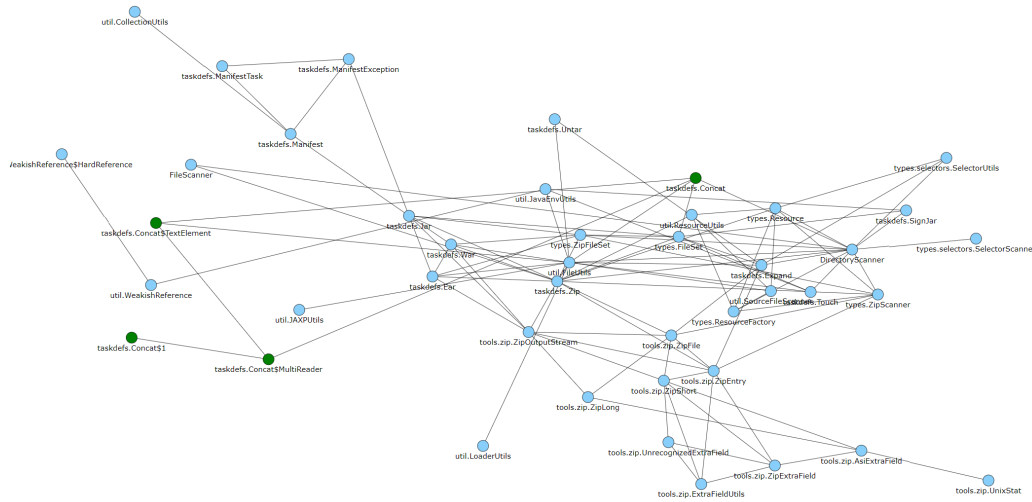 util.CollectionUtils
taskdefs.ManifestException
taskdefs.ManifestTask
taskdefs.Untar
taskdefs.Manifest
WeakishReference$HardReference
FileScanner
types.selectors.SelectorUtils
taskdefs.Concat
util.JavaEnvUtils
taskdefs.Concat$TextElement
taskdefs.Jar
util.ResourceUtils
types.Resource
taskdefs.SignJar
types.ZipFileSet
types.FileSet
types.selectors.SelectorScanner
taskdefs.War
DirectoryScanner
util.FileUtils
taskdefs.Expand
util.WeakishReference
taskdefs.Ear
taskdefs.Zip
taskdefs.Touch
types.ZipScanner
util.JAXPUtils
types.ResourceFactory
tools.zip.ZipOutputStream
tools.zip.ZipFile
taskdefs.Concat$1
taskdefs.Concat$MultiReader
tools.zip.ZipEntry
tools.zip.ZipShort
tools.zip.ZipLong
util.LoaderUtils
tools.zip.UnrecognizedExtraField
tools.zip.AsiExtraField
tools.zip.ZipExtraField
tools.zip.ExtraFieldUtils
tools.zip.UnixStat